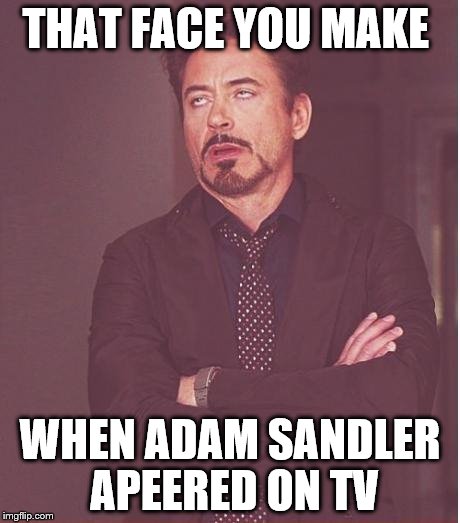 THAT FACE YOU MAKE
WHEN ADAM SANDLER
APEERED ON TV
imgflip.com